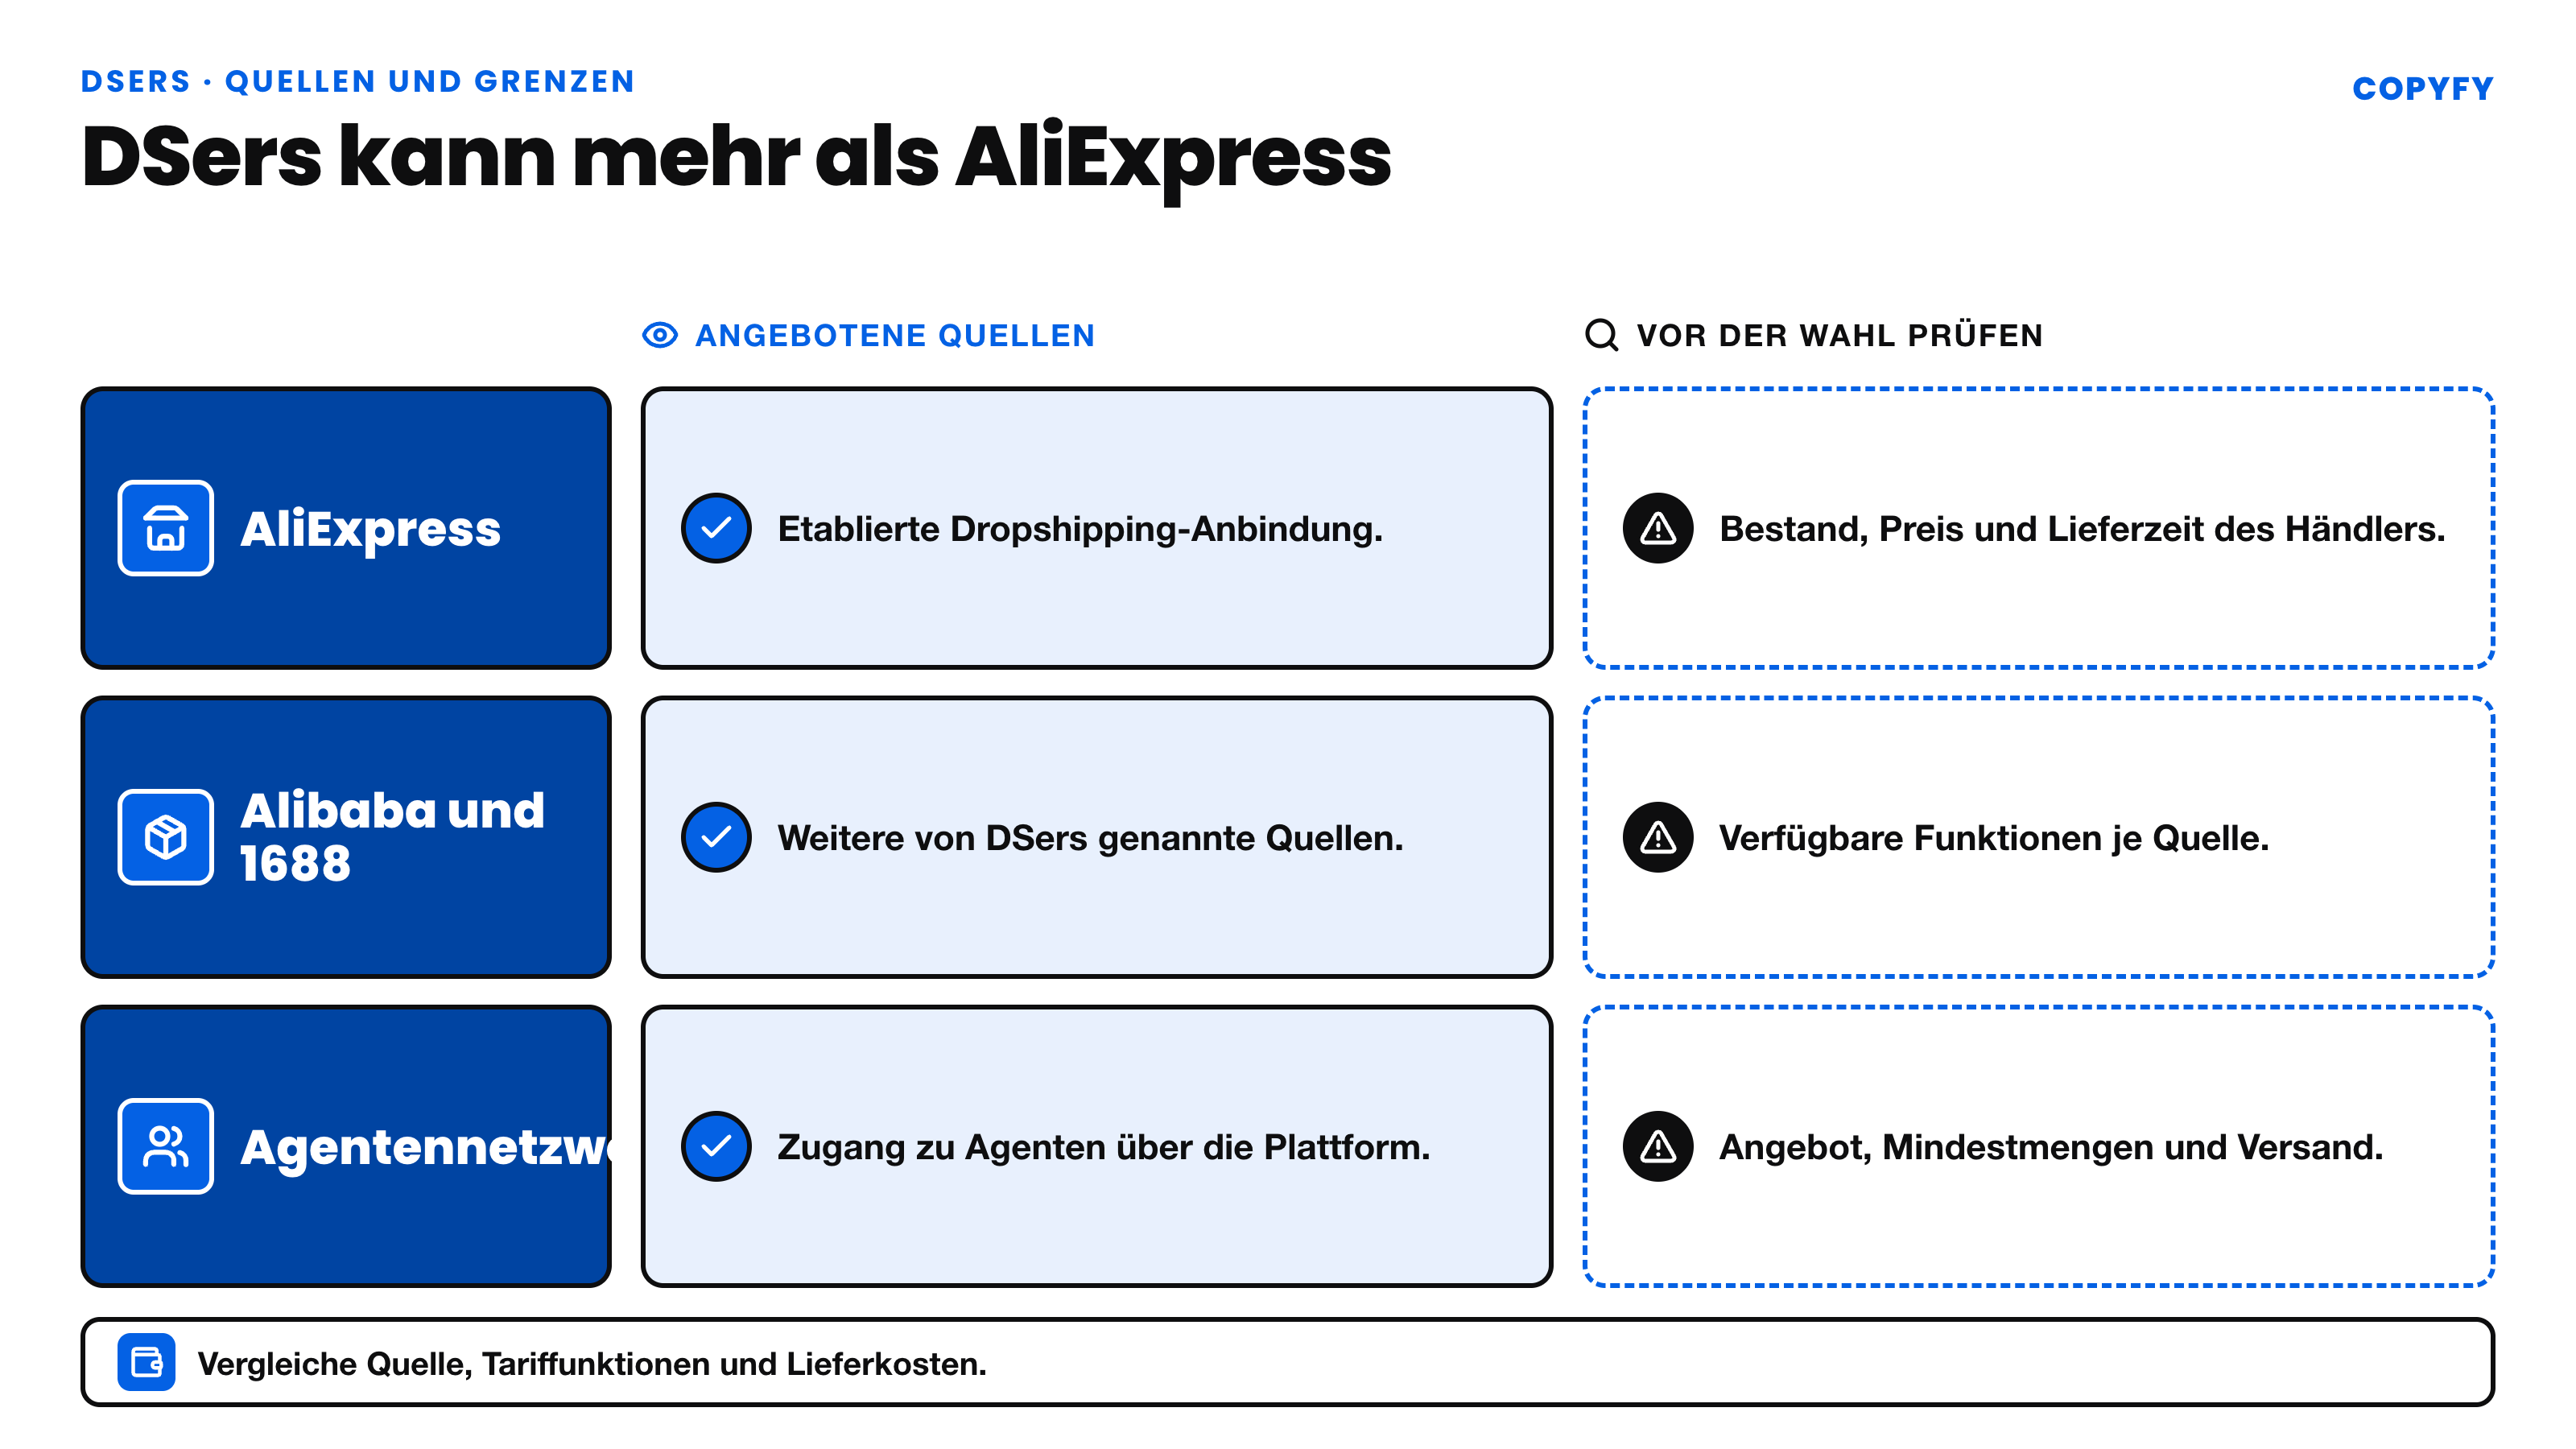 DSERS · QUELLEN UND GRENZEN
COPYFY
DSers kann mehr als AliExpress
ANGEBOTENE QUELLEN
VOR DER WAHL PRÜFEN
AliExpress
Etablierte Dropshipping-Anbindung.
Bestand, Preis und Lieferzeit des Händlers.
Alibaba und
1688
Weitere von DSers genannte Quellen.
Verfügbare Funktionen je Quelle.
Zugang zu Agenten über die Plattform.
Angebot, Mindestmengen und Versand.
Vergleiche Quelle, Tariffunktionen und Lieferkosten.